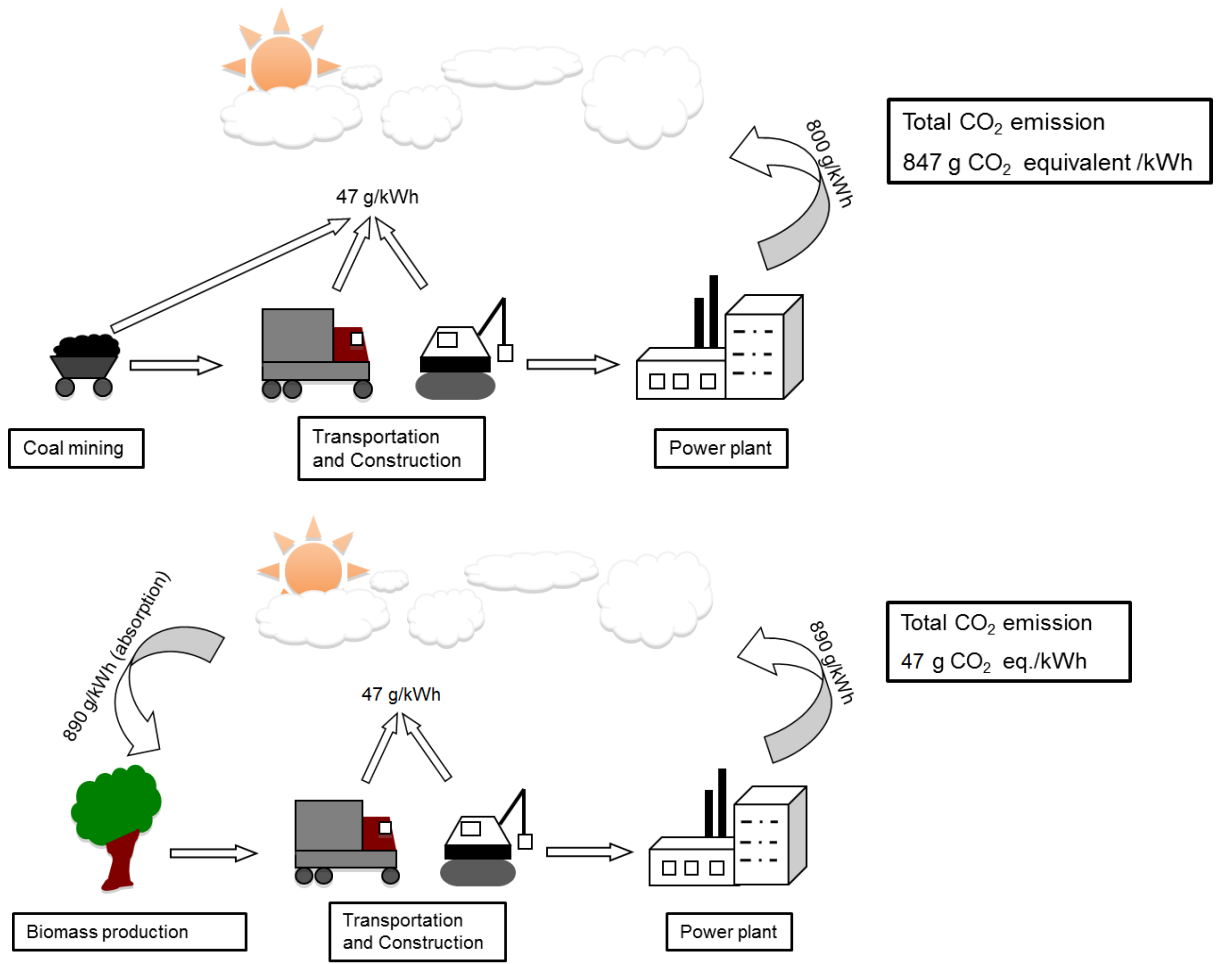 800 g/kWh
Total CO₂ emission
847 g CO₂ equivalent /kWh
47 g/kWh
Coal mining
Transportation
and Construction
Power plant
890 g/kWh (absorption)
890 g/kWh
Total CO₂ emission
47 g CO₂ eq./kWh
47 g/kWh
Biomass production
Transportation
and Construction
Power plant